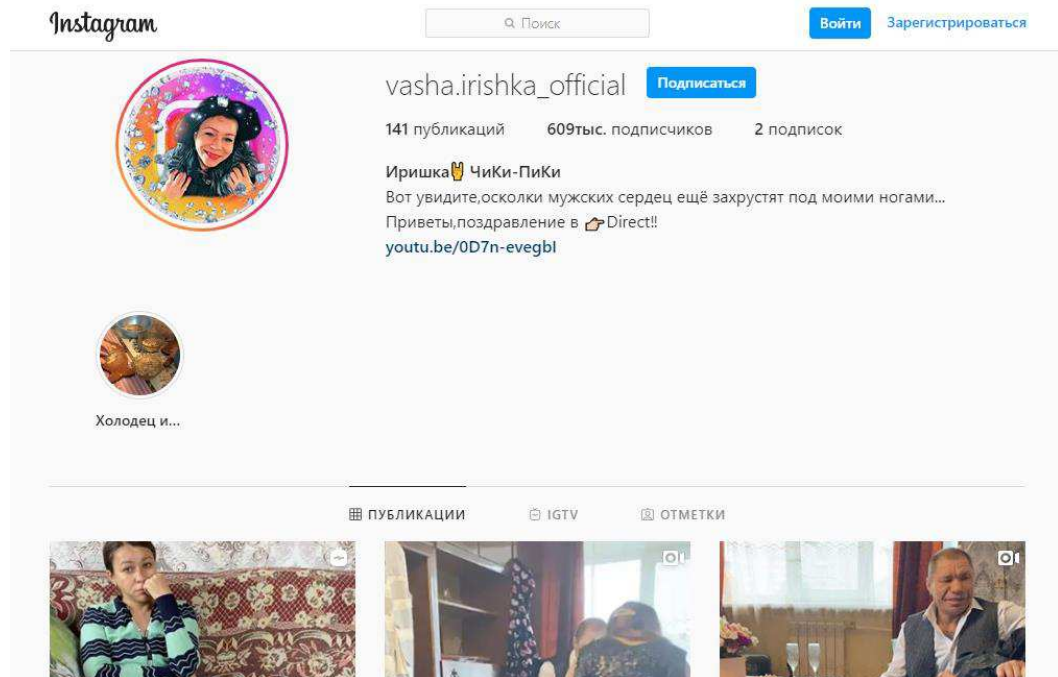 Instagram
Поиск
Войти
Зарегистрироваться
vasha.irishka_official
Подписаться
141 публикаций 609тыс. подписчиков 2 подписок
Иришка🤘 ЧиКи-ПиКи
Вот увидите,осколки мужских сердец ещё захрустят под моими ногами...
Приветы,поздравление в 👉Direct!!
youtu.be/0D7n-evegbI
Холодец и...
ПУБЛИКАЦИИ
IGTV
ОТМЕТКИ